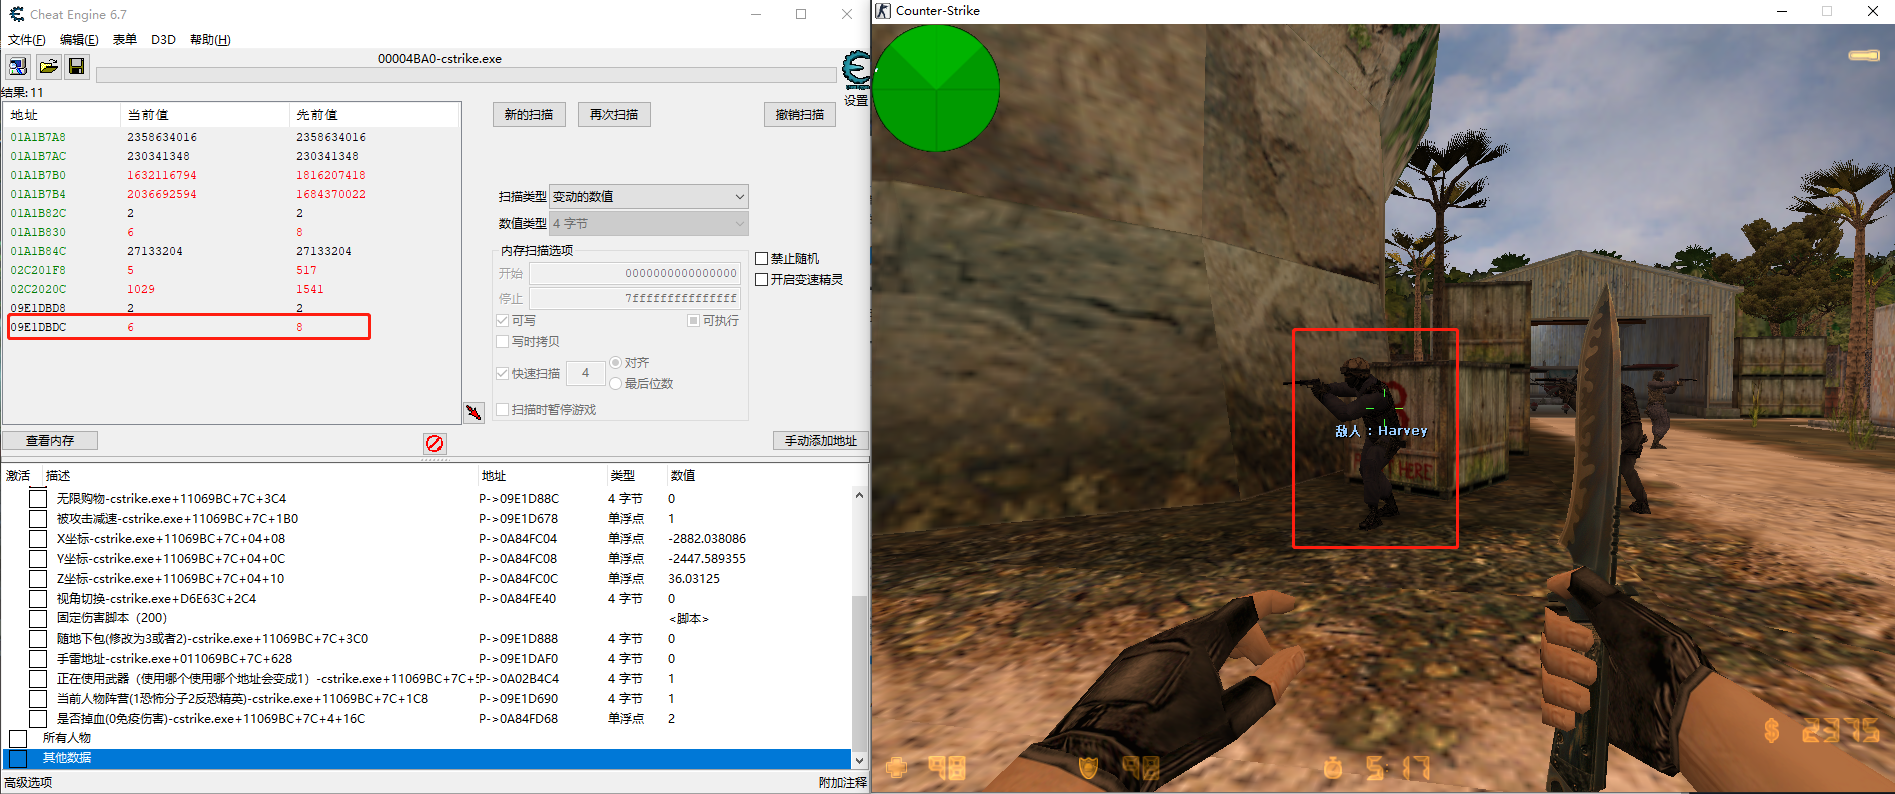 Cheat Engine 6.7
文件(F) 编辑(E) 表单 D3D 帮助(H)
00004BA0-cstrike.exe
设置
结果: 11
地址 当前值 先前值
01A1B7A8 2358634016 2358634016
01A1B7AC 230341348 230341348
01A1B7B0 1632116794 1816207418
01A1B7B4 2036692594 1684370022
01A1B82C 2 2
01A1B830 6 8
01A1B84C 27133204 27133204
02C201F8 5 517
02C2020C 1029 1541
09E1DBD8 2 2
09E1DBDC 6 8
新的扫描 再次扫描 撤销扫描
扫描类型 变动的数值
数值类型 4 字节
内存扫描选项
开始 0000000000000000
停止 7fffffffffffffff
可写 可执行
写时拷贝
快速扫描 4 对齐
最后位数
扫描时暂停游戏
禁止随机
开启变速精灵
查看内存 手动添加地址
激活 描述 地址 类型 数值
无限购物-cstrike.exe+11069BC+7C+3C4 P->09E1D88C 4 字节 0
被攻击减速-cstrike.exe+11069BC+7C+1B0 P->09E1D678 单浮点 1
X坐标-cstrike.exe+11069BC+7C+04+08 P->0A84FC04 单浮点 -2882.038086
Y坐标-cstrike.exe+11069BC+7C+04+0C P->0A84FC08 单浮点 -2447.589355
Z坐标-cstrike.exe+11069BC+7C+04+10 P->0A84FC0C 单浮点 36.03125
视角切换-cstrike.exe+D6E63C+2C4 P->0A84FE40 4 字节 0
固定伤害脚本（200） <脚本>
随地下包(修改为3或者2)-cstrike.exe+11069BC+7C+3C0 P->09E1D888 4 字节 0
手雷地址-cstrike.exe+011069BC+7C+628 P->09E1DAF0 4 字节 0
正在使用武器（使用哪个使用哪个地址会变成1）-cstrike.exe+11069BC+7C+ P->0A02B4C4 4 字节 1
当前人物阵营(1恐怖分子2反恐精英)-cstrike.exe+11069BC+7C+1C8 P->09E1D690 4 字节 1
是否掉血(0免疫伤害)-cstrike.exe+11069BC+7C+4+16C P->0A84FD68 单浮点 2
所有人物
其他数据
高级选项 附加注释
Counter-Strike
敌人 : Harvey
HERE
$ 2375
98 98 5:17